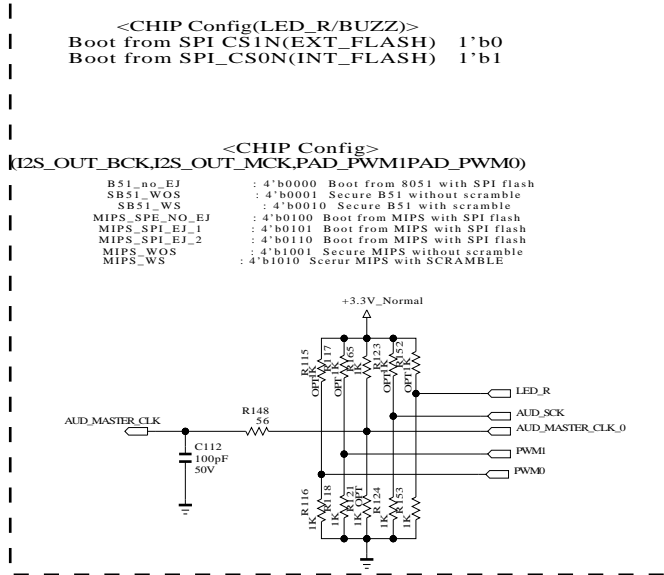 <CHIP Config(LED_R/BUZZ)>
Boot from SPI CS1N(EXT_FLASH) 1'b0
Boot from SPI_CS0N(INT_FLASH) 1'b1
<CHIP Config>
(I2S_OUT_BCK,I2S_OUT_MCK,PAD_PWM1PAD_PWM0)
B51_no_EJ : 4'b0000 Boot from 8051 with SPI flash
SB51_WOS : 4'b0001 Secure B51 without scramble
SB51_WS : 4'b0010 Secure B51 with scramble
MIPS_SPE_NO_EJ : 4'b0100 Boot from MIPS with SPI flash
MIPS_SPI_EJ_1 : 4'b0101 Boot from MIPS with SPI flash
MIPS_SPI_EJ_2 : 4'b0110 Boot from MIPS with SPI flash
MIPS_WOS : 4'b1001 Secure MIPS without scramble
MIPS_WS : 4'b1010 Scerur MIPS with SCRAMBLE
+3.3V_Normal
R115
OPT1K
R117
OPT1K
R165
1K
R123
OPT1K
R152
OPT1K
LED_R
AUD_SCK
AUD_MASTER_CLK_0
PWM1
PWM0
AUD_MASTER_CLK
R148
56
C112
100pF
50V
R116
1K
R118
1K
R121
1K OPT
R124
1K
R153
1K